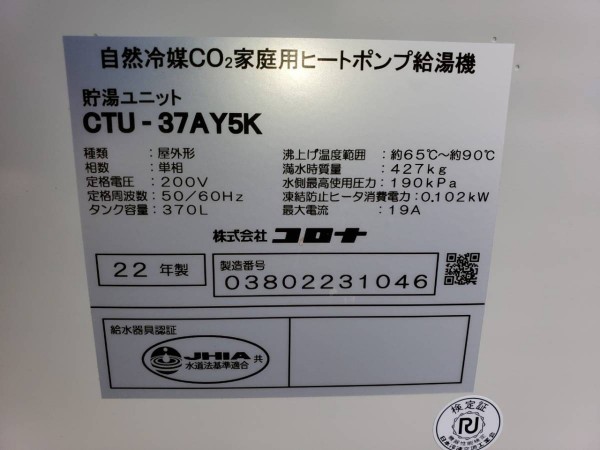 自然冷媒CO₂家庭用ヒートポンプ給湯機
貯湯ユニット
CTU-37AY5K
種類 : 屋外形
相数 : 単相
定格電圧 : 200V
定格周波数 : 50/60Hz
タンク容量 : 370L
沸上げ温度範囲 : 約65℃~約90℃
満水時質量 : 427kg
水側最高使用圧力 : 190kPa
凍結防止ヒータ消費電力 : 0.102kW
最大電流 : 19A
株式会社 コロナ
22 年製
製造番号
03802231046
給水器具認証
JHIA 共
水道法基準適合
検定証